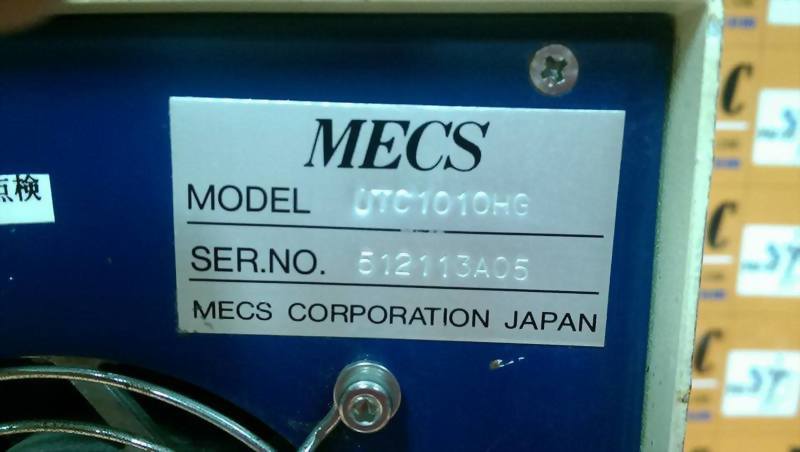 MECS
MODEL UTC1010HG
SER.NO. 512113A05
MECS CORPORATION JAPAN
点検